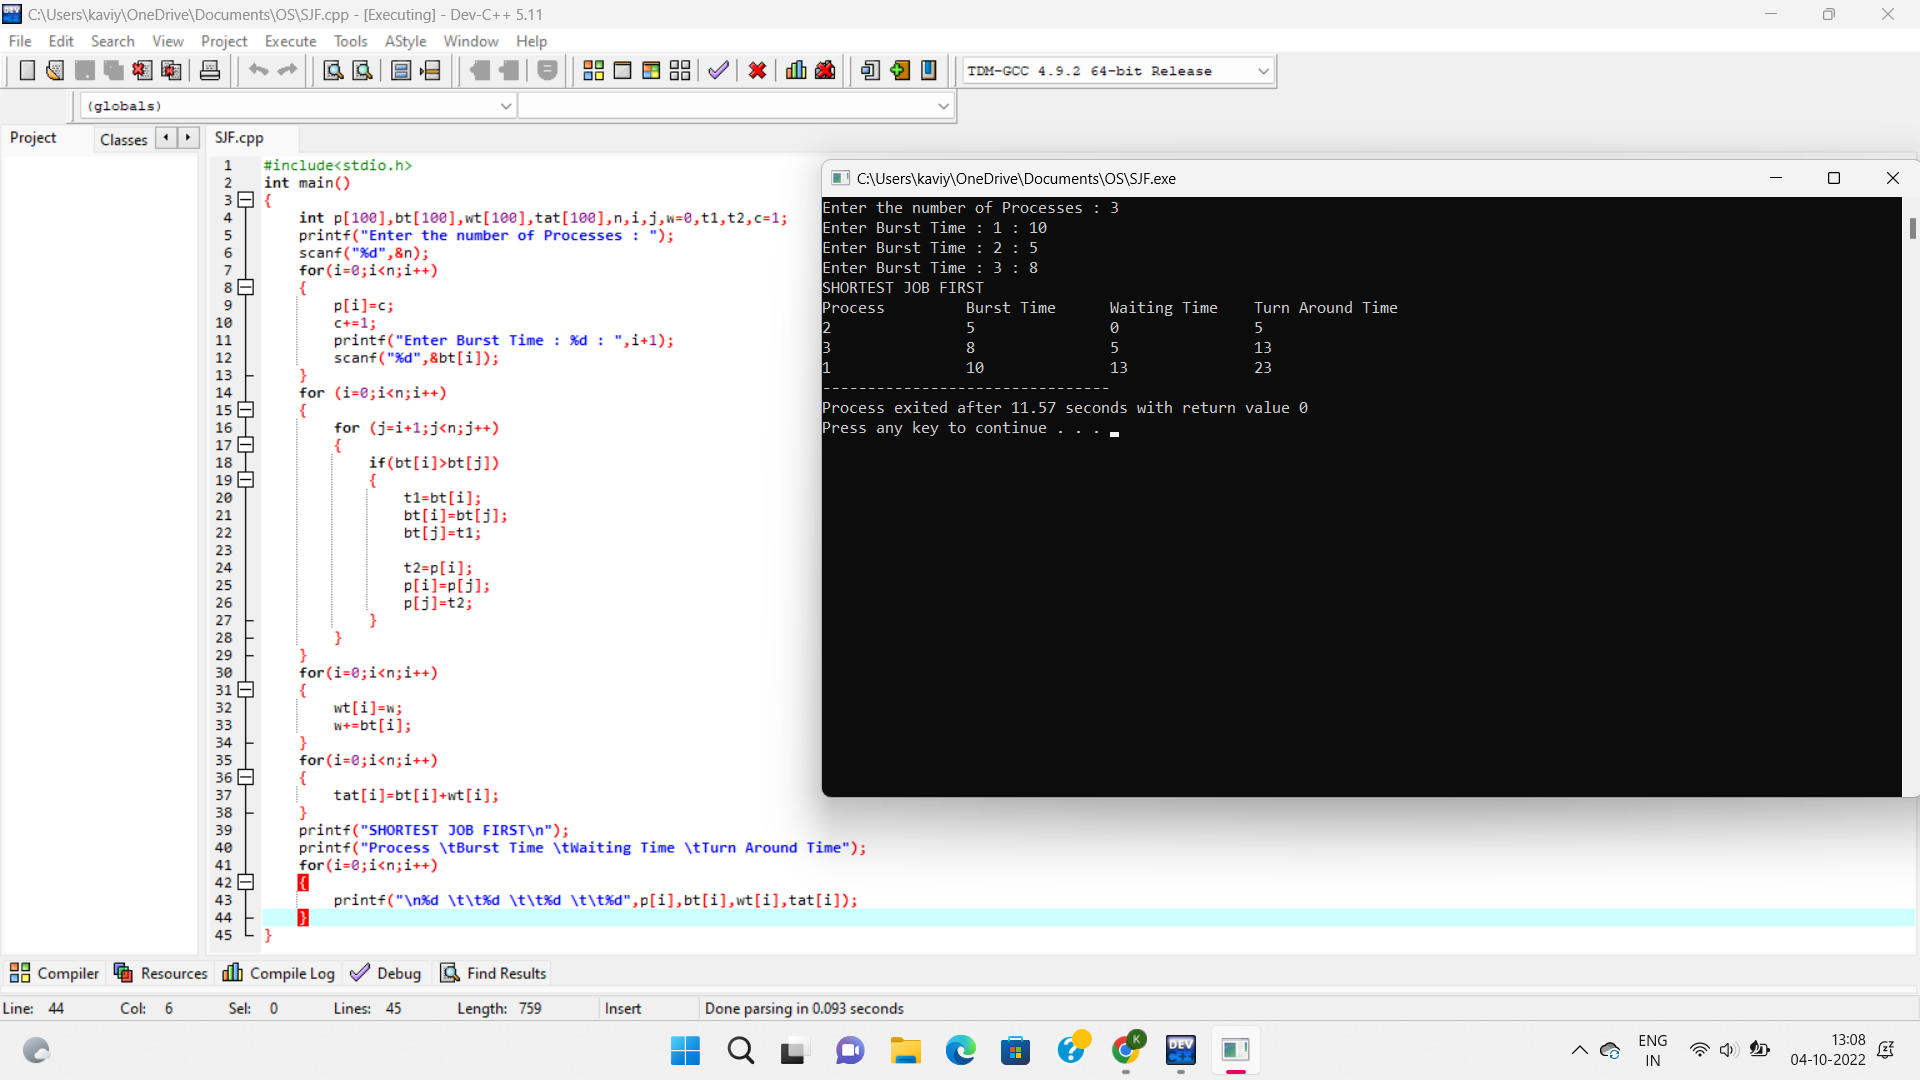 C:\Users\kaviy\OneDrive\Documents\OS\SJF.cpp - [Executing] - Dev-C++ 5.11
File Edit Search View Project Execute Tools AStyle Window Help
TDM-GCC 4.9.2 64-bit Release
(globals)
Project Classes SJF.cpp
1 #include<stdio.h>
2 int main()
3 {
4 int p[100],bt[100],wt[100],tat[100],n,i,j,w=0,t1,t2,c=1;
5 printf("Enter the number of Processes : ");
6 scanf("%d",&n);
7 for(i=0;i<n;i++)
8 {
9 p[i]=c;
10 c+=1;
11 printf("Enter Burst Time : %d : ",i+1);
12 scanf("%d",&bt[i]);
13 }
14 for (i=0;i<n;i++)
15 {
16 for (j=i+1;j<n;j++)
17 {
18 if(bt[i]>bt[j])
19 {
20 t1=bt[i];
21 bt[i]=bt[j];
22 bt[j]=t1;
23
24 t2=p[i];
25 p[i]=p[j];
26 p[j]=t2;
27 }
28 }
29 }
30 for(i=0;i<n;i++)
31 {
32 wt[i]=w;
33 w+=bt[i];
34 }
35 for(i=0;i<n;i++)
36 {
37 tat[i]=bt[i]+wt[i];
38 }
39 printf("SHORTEST JOB FIRST\n");
40 printf("Process \tBurst Time \tWaiting Time \tTurn Around Time");
41 for(i=0;i<n;i++)
42 {
43 printf("\n%d \t\t%d \t\t%d \t\t%d",p[i],bt[i],wt[i],tat[i]);
44 }
45 }
C:\Users\kaviy\OneDrive\Documents\OS\SJF.exe
Enter the number of Processes : 3
Enter Burst Time : 1 : 10
Enter Burst Time : 2 : 5
Enter Burst Time : 3 : 8
SHORTEST JOB FIRST
Process Burst Time Waiting Time Turn Around Time
2 5 0 5
3 8 5 13
1 10 13 23
--------------------------------
Process exited after 11.57 seconds with return value 0
Press any key to continue . . .
Compiler Resources Compile Log Debug Find Results
Line: 44 Col: 6 Sel: 0 Lines: 45 Length: 759 Insert Done parsing in 0.093 seconds
K
DEV
C++
ENG
IN
13:08
04-10-2022